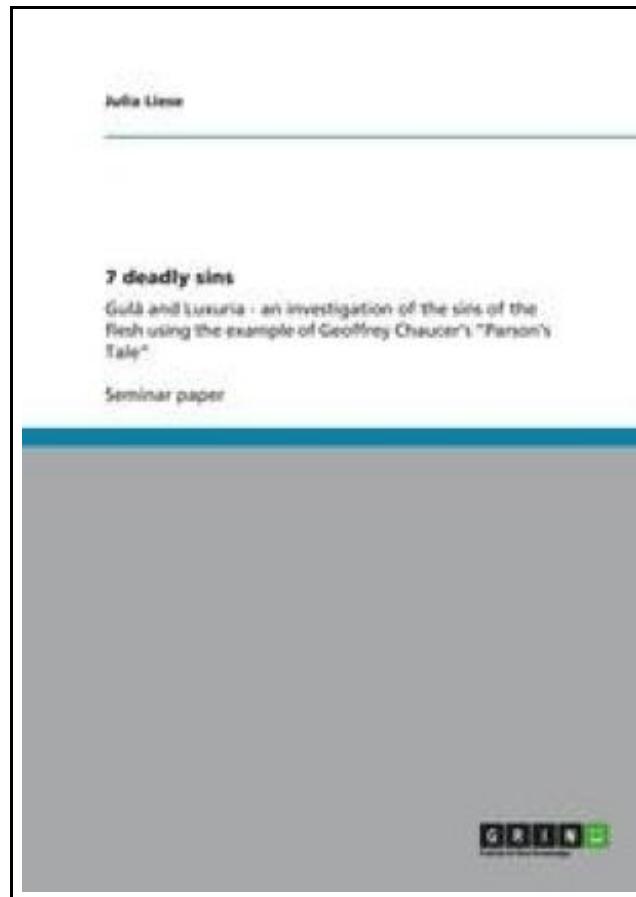 Julia Liese
7 deadly sins
Gula and Luxuria - an investigation of the sins of the
flesh using the example of Geoffrey Chaucer's "Parson's
Tale"
Seminar paper
GRIN